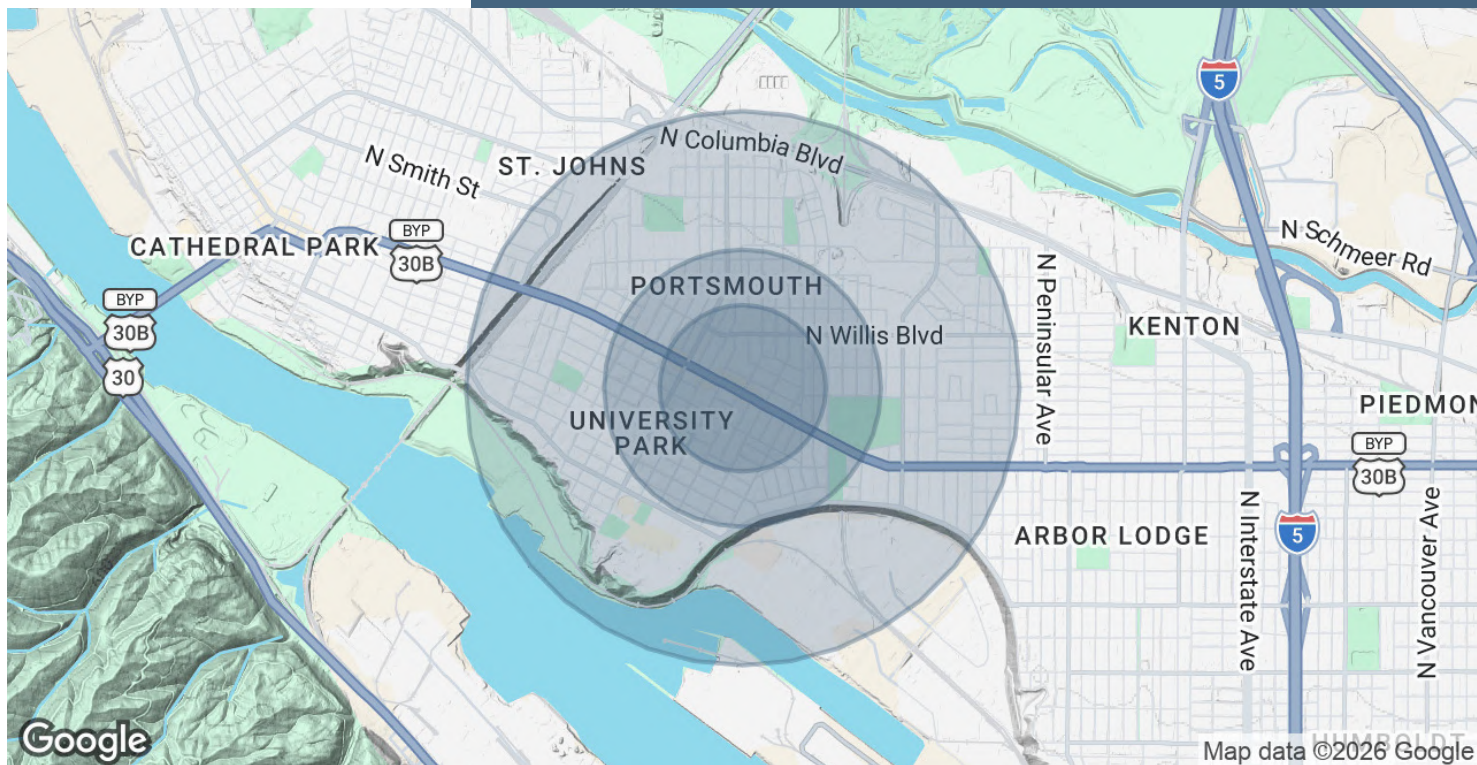 5
N Columbia Blvd
ST. JOHNS
N Smith St
BYP
30B
CATHEDRAL PARK
N Schmeer Rd
PORTSMOUTH
N Peninsular Ave
BYP
30B
30
N Willis Blvd
KENTON
UNIVERSITY
PARK
PIEDMON
BYP
30B
ARBOR LODGE
N Interstate Ave
5
N Vancouver Ave
HUMBOLDT
Google
Map data ©2026 Google